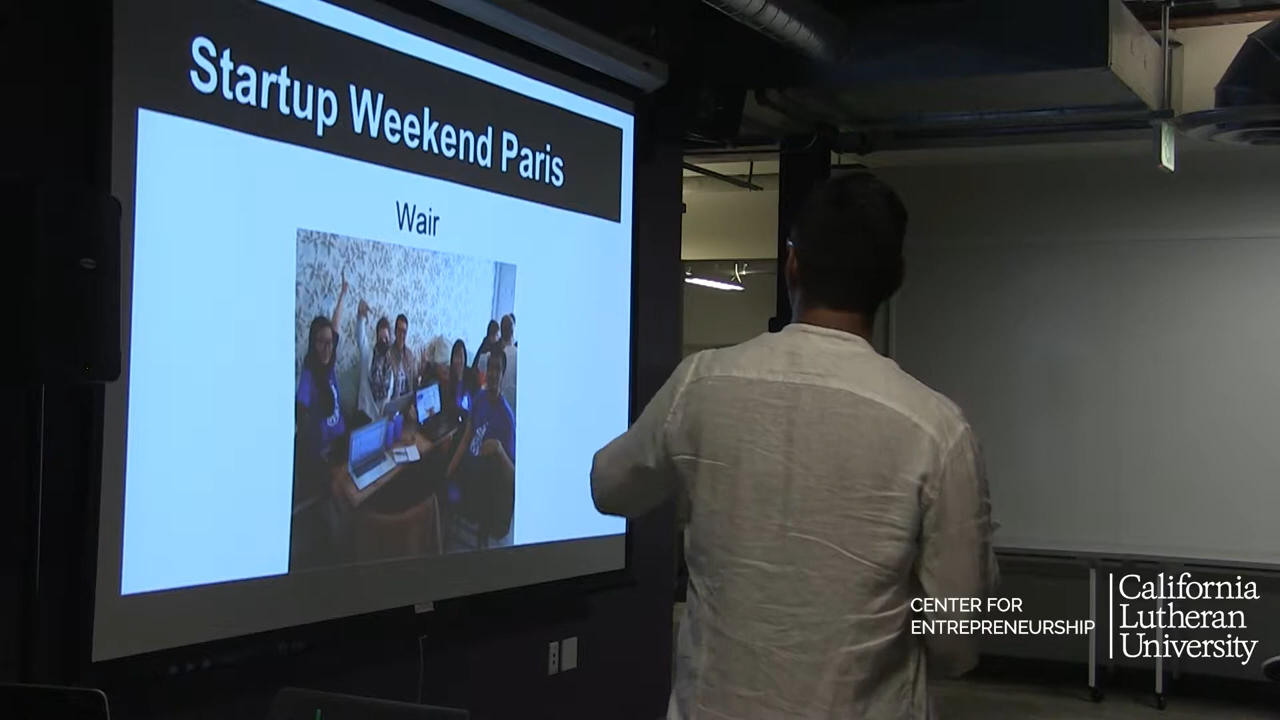 Startup Weekend Paris
Wair
CENTER FOR
ENTREPRENEURSHIP
California
Lutheran
University